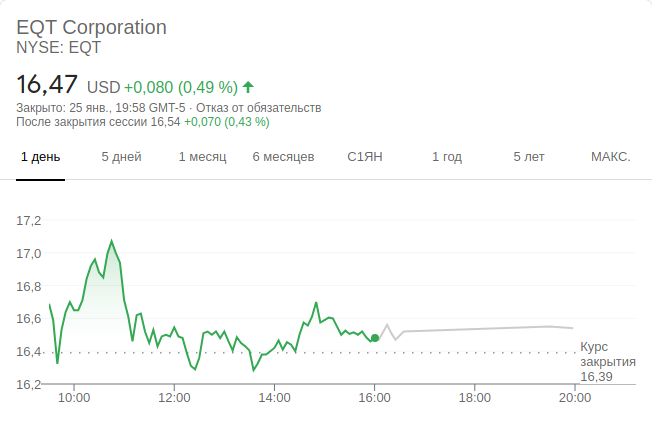 EQT Corporation
NYSE: EQT
16,47 USD +0,080 (0,49 %)
Закрыто: 25 янв., 19:58 GMT-5 · Отказ от обязательств
После закрытия сессии 16,54 +0,070 (0,43 %)
1 день 5 дней 1 месяц 6 месяцев С1ЯН 1 год 5 лет МАКС.
17,2
17,0
16,8
16,6
16,4
16,2
Курс
закрытия
16,39
10:00 12:00 14:00 16:00 18:00 20:00